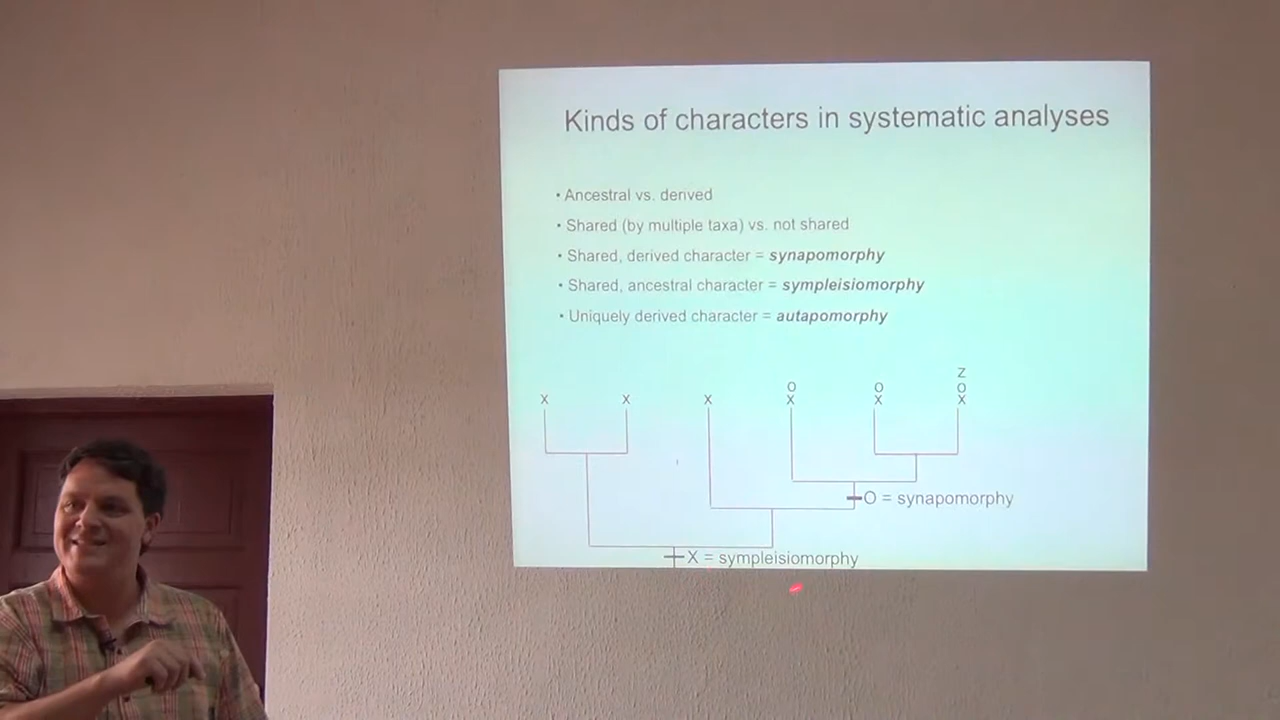 Kinds of characters in systematic analyses
• Ancestral vs. derived
• Shared (by multiple taxa) vs. not shared
• Shared, derived character = synapomorphy
• Shared, ancestral character = sympleisiomorphy
• Uniquely derived character = autapomorphy
Z
O O O
X X X X X X
O = synapomorphy
X = sympleisiomorphy